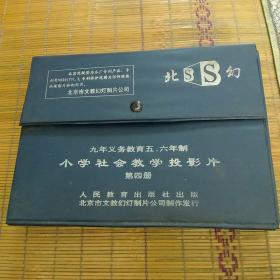 北SS幻
北京市文教幻灯制片公司
九年义务教育五、六年制
小学社会教学投影片
第四册
人民教育出版社出版
北京市文教幻灯制片公司制作发行